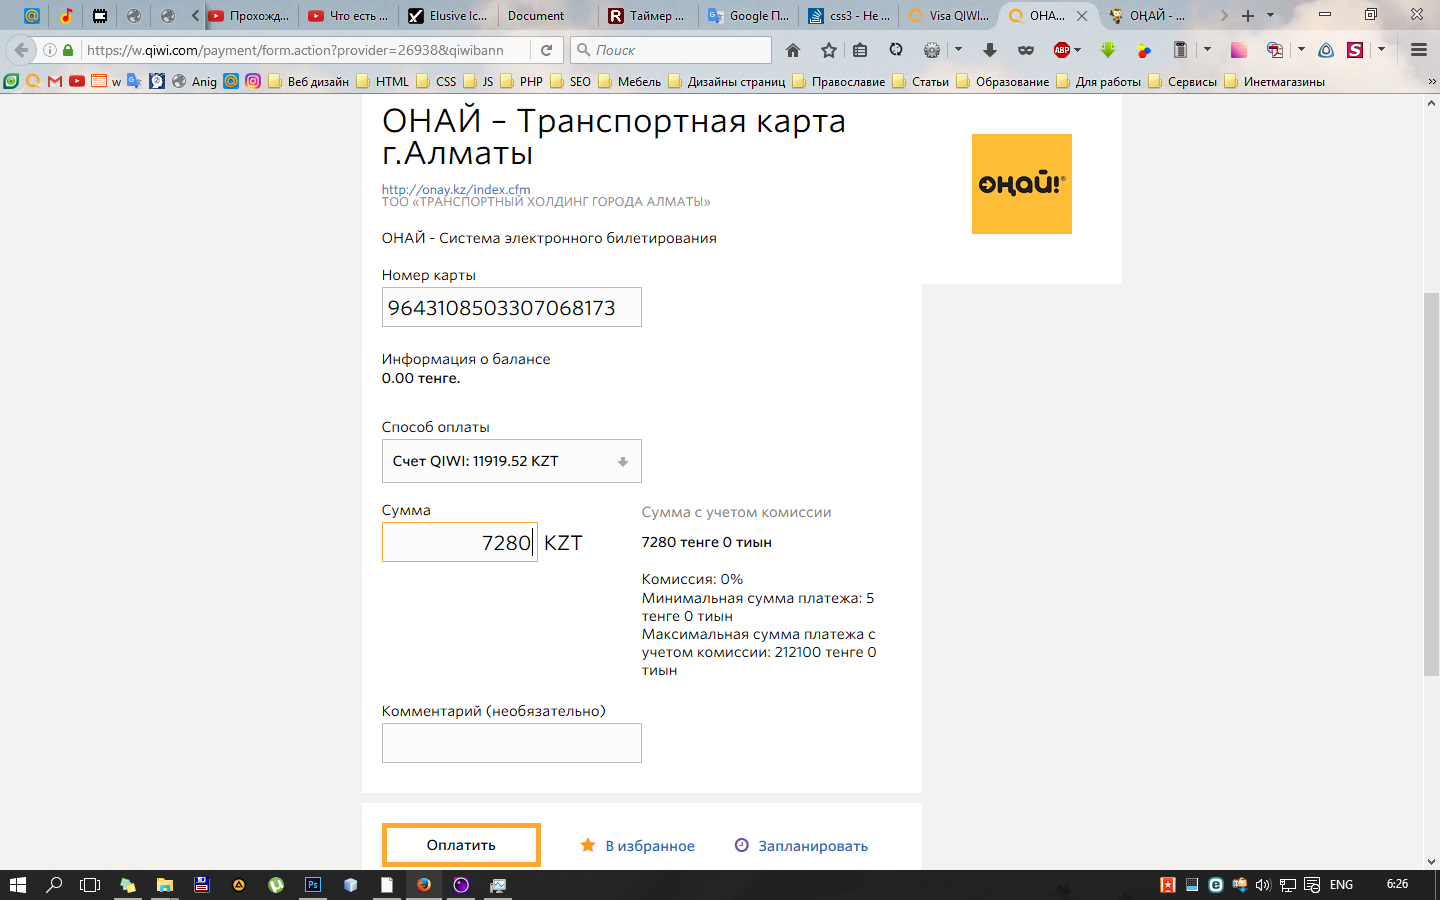 Прохожд...
Что есть ...
Elusive Ic...
Document
Таймер ...
Google П...
css3 - Не ...
Visa QIWI...
ОНА...
ОҢАЙ - ...
https://w.qiwi.com/payment/form.action?provider=26938&qiwibann
Поиск
ABP
w
Anig
Веб дизайн
HTML
CSS
JS
PHP
SEO
Мебель
Дизайны страниц
Православие
Статьи
Образование
Для работы
Сервисы
Инетмагазины
ОНАЙ – Транспортная карта
г.Алматы
http://onay.kz/index.cfm
ТОО «ТРАНСПОРТНЫЙ ХОЛДИНГ ГОРОДА АЛМАТЫ»
оңай!®
ОНАЙ - Система электронного билетирования
Номер карты
9643108503307068173
Информация о балансе
0.00 тенге.
Способ оплаты
Счет QIWI: 11919.52 KZT
Сумма
7280 KZT
Сумма с учетом комиссии
7280 тенге 0 тиын
Комиссия: 0%
Минимальная сумма платежа: 5
тенге 0 тиын
Максимальная сумма платежа с
учетом комиссии: 212100 тенге 0
тиын
Комментарий (необязательно)
Оплатить
В избранное
Запланировать
Ps
ENG
6:26